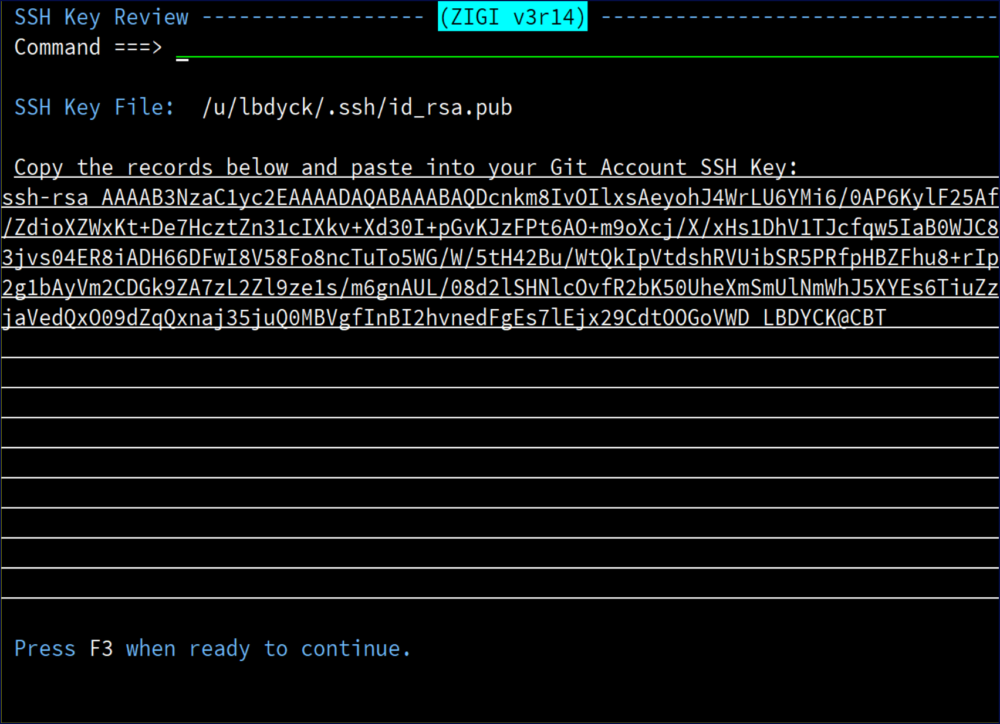 SSH Key Review ------------------ (ZIGI v3r14) --------------------------------
Command ===> _

SSH Key File:  /u/lbdyck/.ssh/id_rsa.pub

Copy the records below and paste into your Git Account SSH Key:
ssh-rsa AAAAB3NzaC1yc2EAAAADAQABAAABAQDcnkm8IvOIlxsAeyohJ4WrLU6YMi6/0AP6KylF25Af
/ZdioXZWxKt+De7HcztZn31cIXkv+Xd30I+pGvKJzFPt6AO+m9oXcj/X/xHs1DhV1TJcfqw5IaB0WJC8
3jvs04ER8iADH66DFwI8V58Fo8ncTuTo5WG/W/5tH42Bu/WtQkIpVtdshRVUibSR5PRfpHBZFhu8+rIp
2g1bAyVm2CDGk9ZA7zL2Zl9ze1s/m6gnAUL/08d2lSHNlcOvfR2bK50UheXmSmUlNmWhJ5XYEs6TiuZz
jaVedQxO09dZqQxnaj35juQ0MBVgfInBI2hvnedFgEs7lEjx29CdtOOGoVWD LBDYCK@CBT

Press F3 when ready to continue.